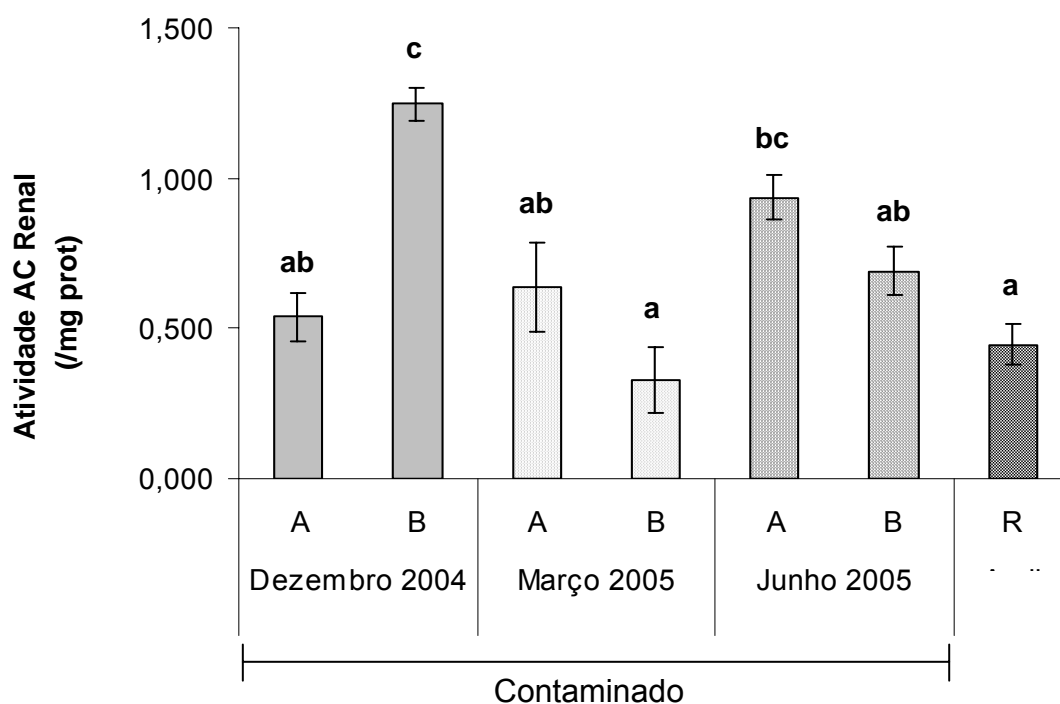 Atividade AC Renal
(/mg prot)
1,500
1,000
0,500
0,000
ab
c
ab
a
bc
ab
a
A B A B A B R
Dezembro 2004 Março 2005 Junho 2005
Contaminado